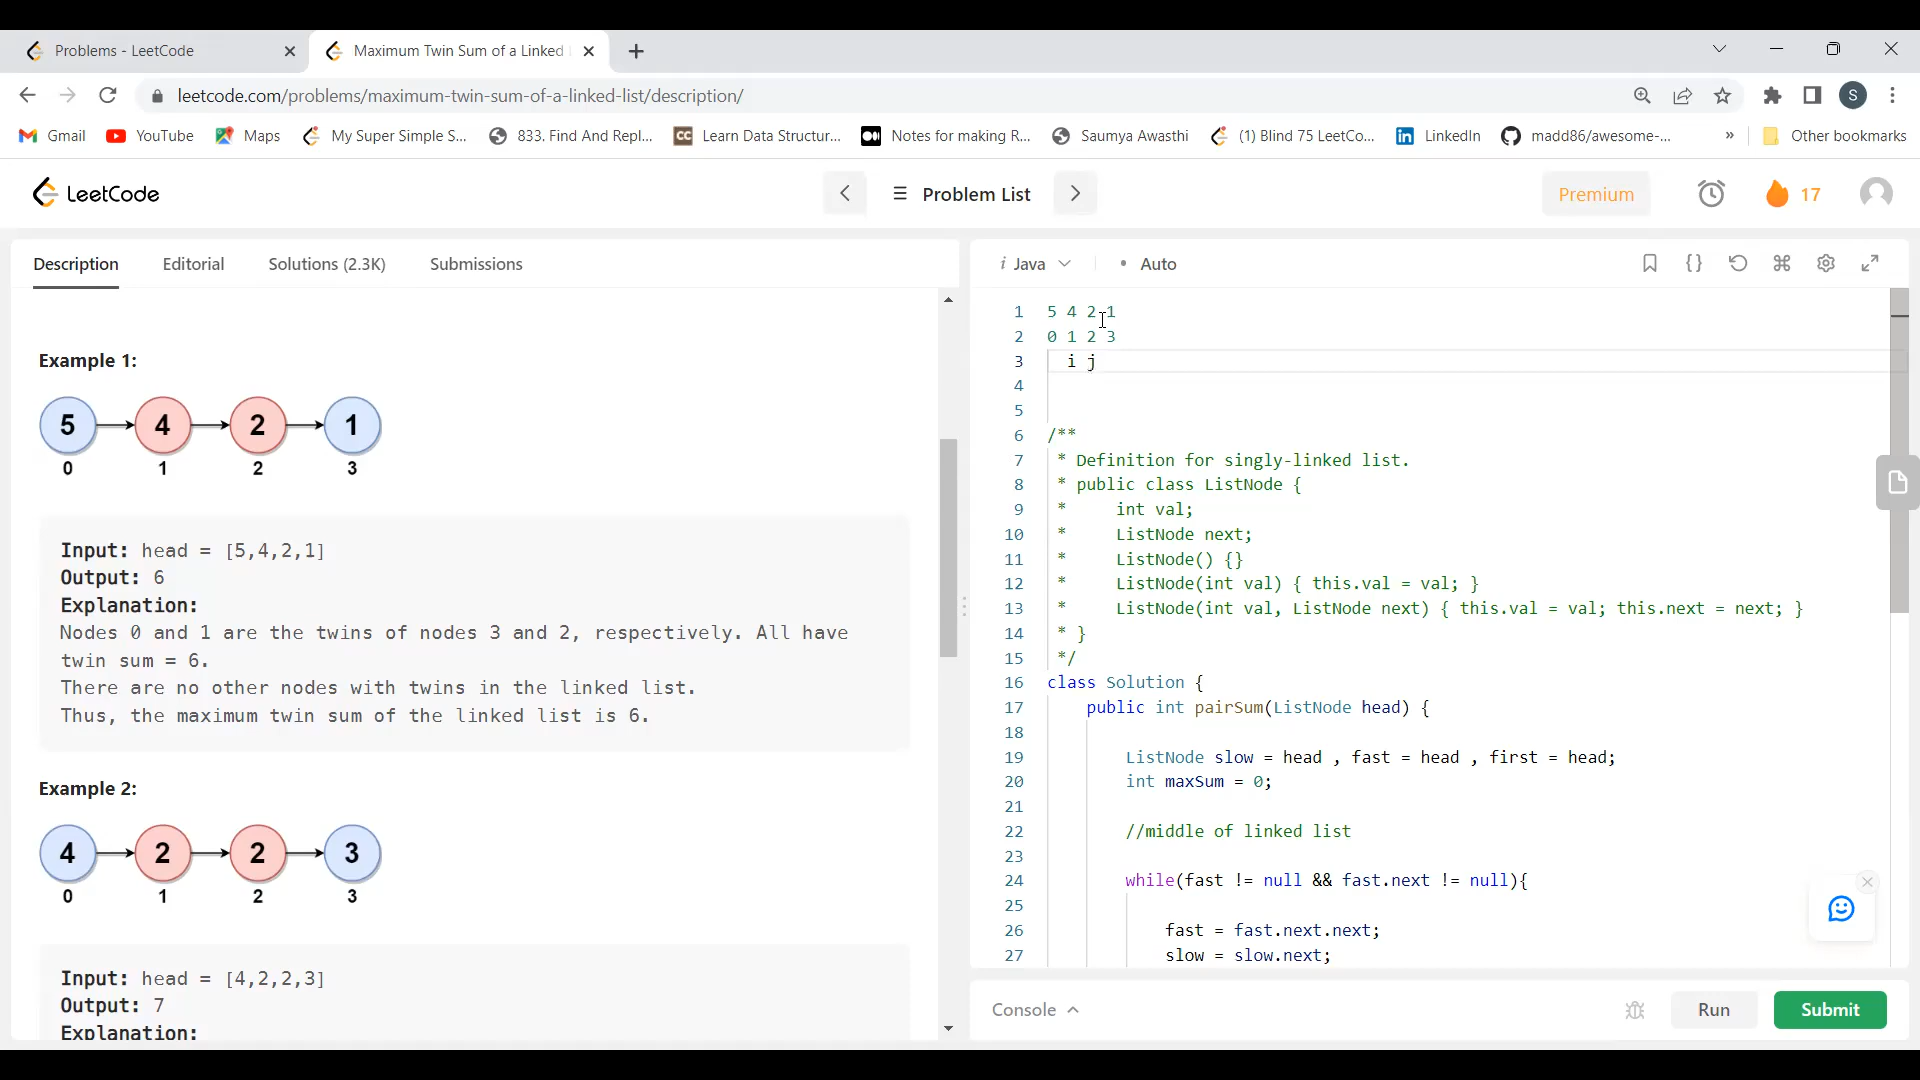 Problems - LeetCode
Maximum Twin Sum of a Linked
leetcode.com/problems/maximum-twin-sum-of-a-linked-list/description/
S
Gmail
YouTube
Maps
My Super Simple S...
833. Find And Repl...
Learn Data Structur...
Notes for making R...
Saumya Awasthi
(1) Blind 75 LeetCo...
LinkedIn
madd86/awesome-...
»
Other bookmarks
LeetCode
Problem List
Premium
17
Description
Editorial
Solutions (2.3K)
Submissions
Example 1:
5 4 2 1
0 1 2 3
Input: head = [5,4,2,1]
Output: 6
Explanation:
Nodes 0 and 1 are the twins of nodes 3 and 2, respectively. All have
twin sum = 6.
There are no other nodes with twins in the linked list.
Thus, the maximum twin sum of the linked list is 6.
Example 2:
4 2 2 3
0 1 2 3
Input: head = [4,2,2,3]
Output: 7
Explanation:
i Java
• Auto
1 5 4 2 1
2 0 1 2 3
3 i j
4
5
6 /**
7 * Definition for singly-linked list.
8 * public class ListNode {
9 * int val;
10 * ListNode next;
11 * ListNode() {}
12 * ListNode(int val) { this.val = val; }
13 * ListNode(int val, ListNode next) { this.val = val; this.next = next; }
14 * }
15 */
16 class Solution {
17 public int pairSum(ListNode head) {
18
19 ListNode slow = head , fast = head , first = head;
20 int maxSum = 0;
21
22 //middle of linked list
23
24 while(fast != null && fast.next != null){
25
26 fast = fast.next.next;
27 slow = slow.next;
Console
Run
Submit